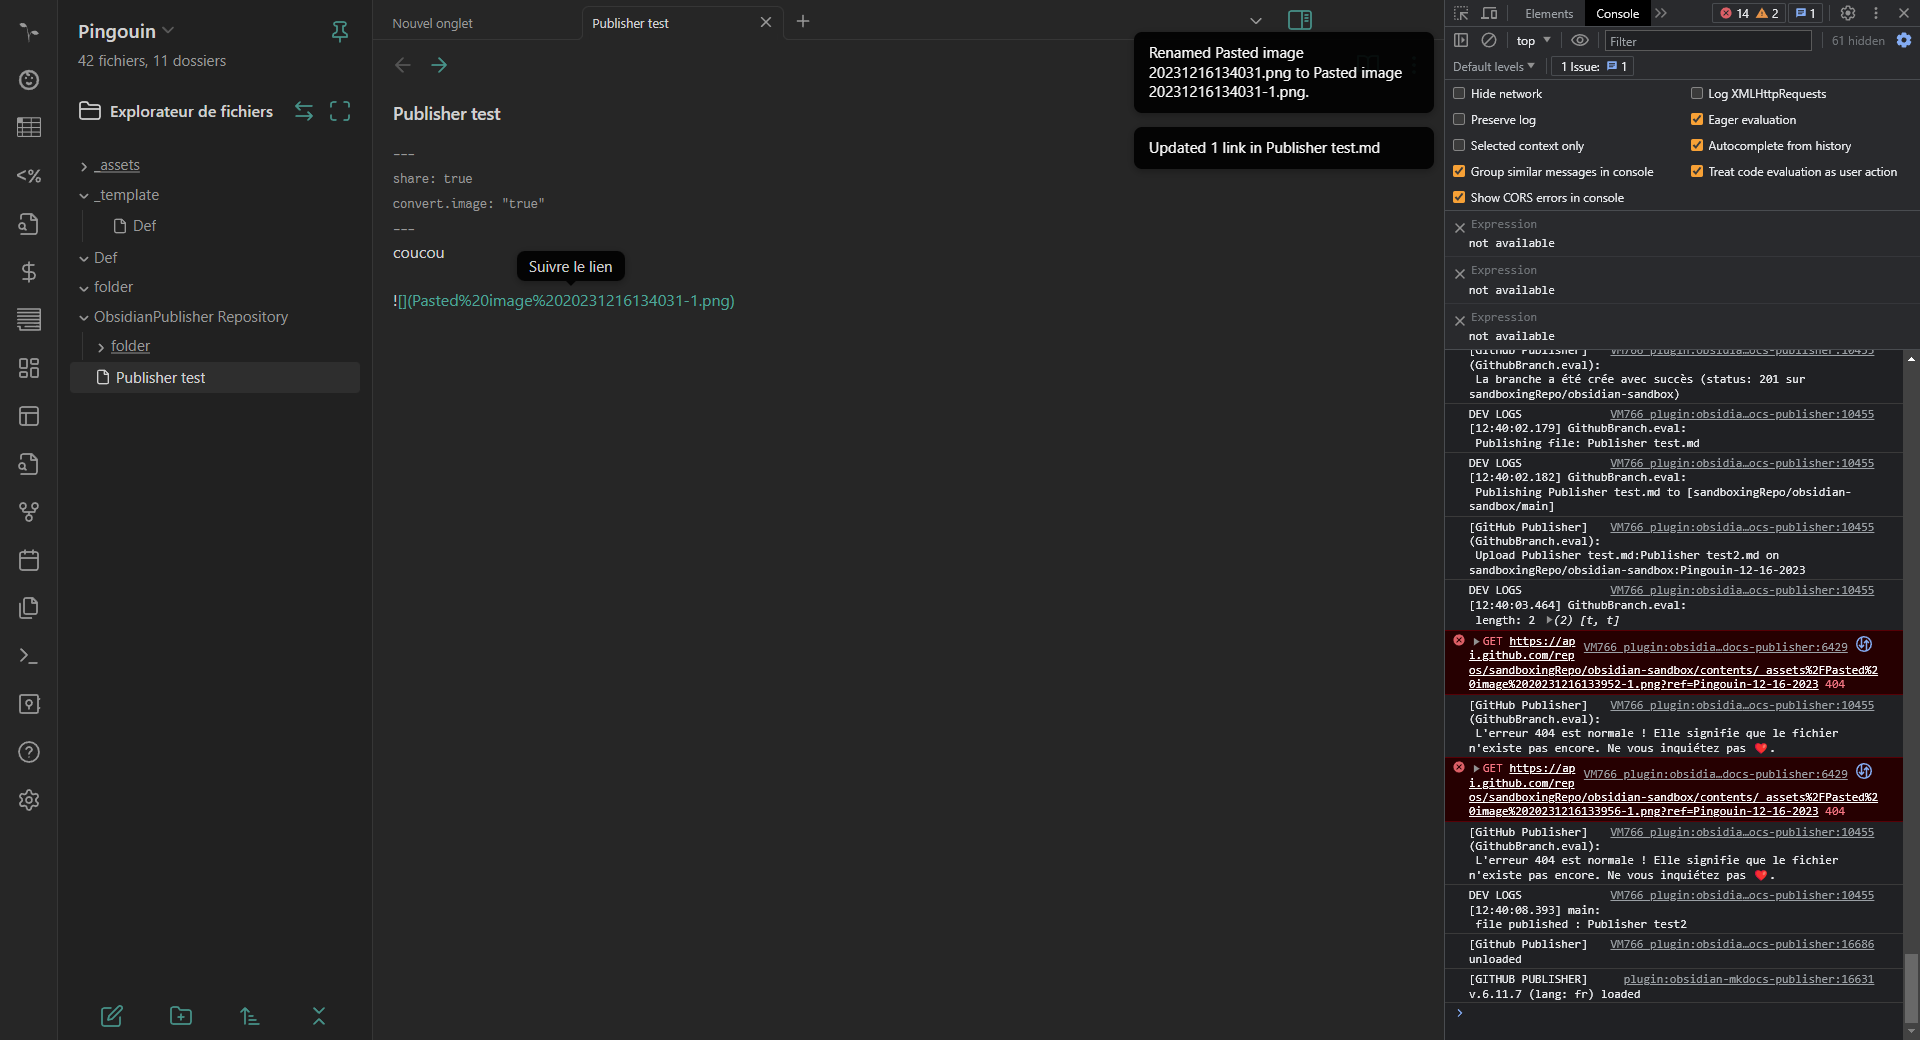 Pingouin
42 fichiers, 11 dossiers
Explorateur de fichiers
_assets
_template
Def
Def
folder
ObsidianPublisher Repository
folder
Publisher test
Nouvel onglet
Publisher test
Publisher test
---
share: true
convert.image: "true"
---
coucou
Suivre le lien
![](Pasted%20image%2020231216134031-1.png)
Renamed Pasted image
20231216134031.png to Pasted image
20231216134031-1.png.
Updated 1 link in Publisher test.md
Elements
Console
14
2
1
top
Filter
61 hidden
Default levels
1 Issue: 1
Hide network
Log XMLHttpRequests
Preserve log
Eager evaluation
Selected context only
Autocomplete from history
Group similar messages in console
Treat code evaluation as user action
Show CORS errors in console
Expression
not available
Expression
not available
Expression
not available
[Github Publisher] VM766 plugin:obsidia…ocs-publisher:10455
(GithubBranch.eval):
La branche a été crée avec succès (status: 201 sur
sandboxingRepo/obsidian-sandbox)
DEV LOGS VM766 plugin:obsidia…ocs-publisher:10455
[12:40:02.179] GithubBranch.eval:
Publishing file: Publisher test.md
DEV LOGS VM766 plugin:obsidia…ocs-publisher:10455
[12:40:02.182] GithubBranch.eval:
Publishing Publisher test.md to [sandboxingRepo/obsidian-
sandbox/main]
[GitHub Publisher] VM766 plugin:obsidia…ocs-publisher:10455
(GithubBranch.eval):
Upload Publisher test.md:Publisher test2.md on
sandboxingRepo/obsidian-sandbox:Pingouin-12-16-2023
DEV LOGS VM766 plugin:obsidia…ocs-publisher:10455
[12:40:03.464] GithubBranch.eval:
length: 2 (2) [t, t]
GET https://ap VM766 plugin:obsidia…docs-publisher:6429
i.github.com/rep
os/sandboxingRepo/obsidian-sandbox/contents/_assets%2FPasted%2
0image%2020231216133952-1.png?ref=Pingouin-12-16-2023 404
[GitHub Publisher] VM766 plugin:obsidia…ocs-publisher:10455
(GithubBranch.eval):
L'erreur 404 est normale ! Elle signifie que le fichier
n'existe pas encore. Ne vous inquiétez pas ❤️.
GET https://ap VM766 plugin:obsidia…docs-publisher:6429
i.github.com/rep
os/sandboxingRepo/obsidian-sandbox/contents/_assets%2FPasted%2
0image%2020231216133956-1.png?ref=Pingouin-12-16-2023 404
[GitHub Publisher] VM766 plugin:obsidia…ocs-publisher:10455
(GithubBranch.eval):
L'erreur 404 est normale ! Elle signifie que le fichier
n'existe pas encore. Ne vous inquiétez pas ❤️.
DEV LOGS VM766 plugin:obsidia…ocs-publisher:10455
[12:40:08.393] main:
file published : Publisher test2
[Github Publisher] VM766 plugin:obsidia…ocs-publisher:16686
unloaded
[GITHUB PUBLISHER] plugin:obsidian-mkdocs-publisher:16631
v.6.11.7 (lang: fr) loaded